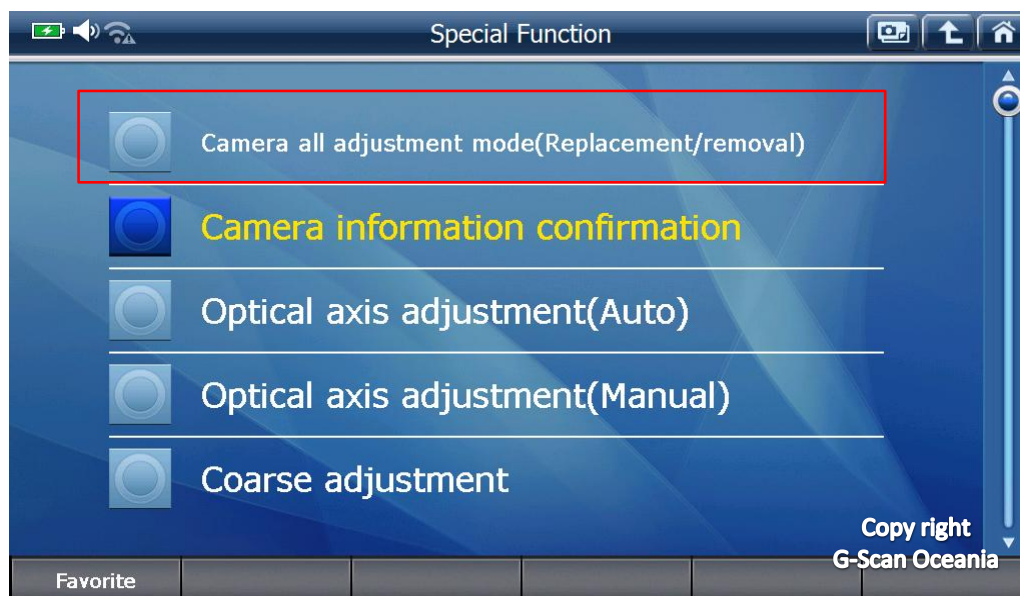 Special Function
Camera all adjustment mode(Replacement/removal)
Camera information confirmation
Optical axis adjustment(Auto)
Optical axis adjustment(Manual)
Coarse adjustment
Copy right
G-Scan Oceania
Favorite